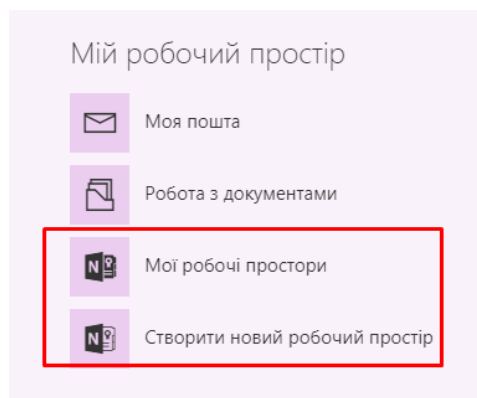 Мій робочий простір
Моя пошта
Робота з документами
Мої робочі простори
Створити новий робочий простір